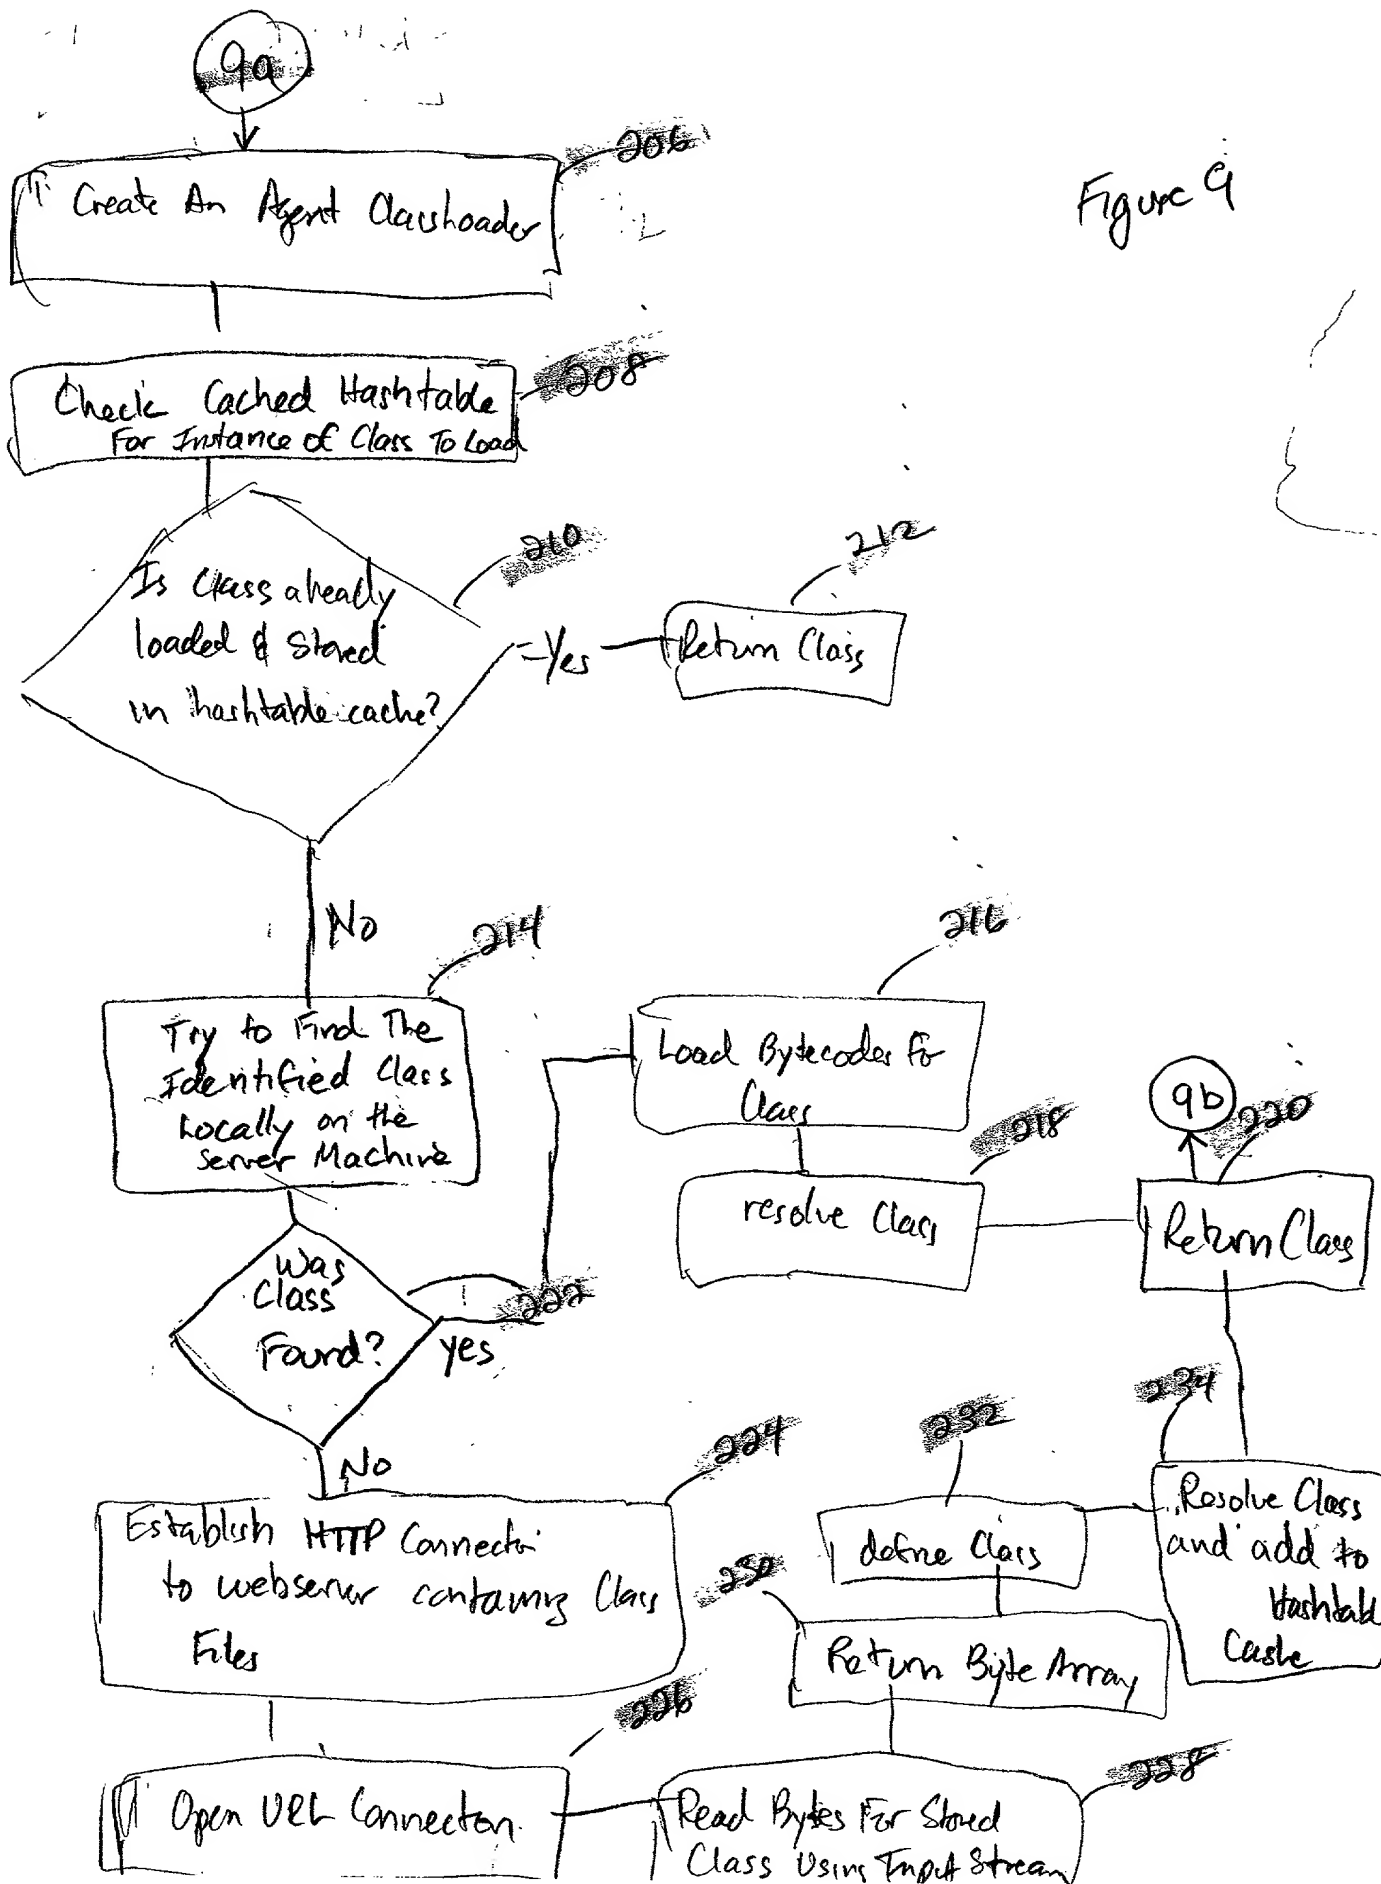 9a
206
Create An Agent ClassLoader
Figure 9
208
Check Cached Hashtable
For Instance of Class To Load
210
212
Is Class already
loaded & Stored
in hashtable cache?
Yes
Return Class
No
214
216
Try to Find The
Identified Class
Locally on the
Server Machine
Load Bytecodes For
Class
218
resolve Class
9b
220
Return Class
Was
Class
Found?
222
Yes
No
224
232
234
Establish HTTP Connection
to webserver containing Class
Files
define Class
Resolve Class
and add to
Hashtabl
Cache
230
Return Byte Array
226
Open URL Connection
228
Read Bytes For Stored
Class Using Input Stream